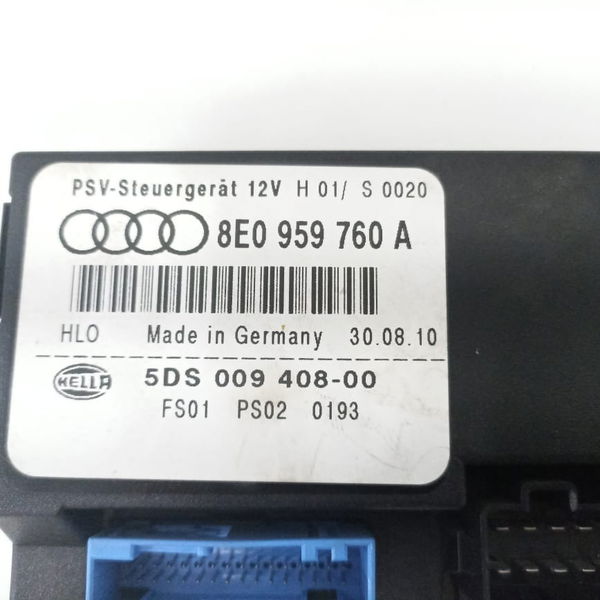 PSV-Steuergerät 12V H 01/ S 0020
8E0 959 760 A
HLO Made in Germany 30.08.10
HELLA 5DS 009 408-00
FS01 PS02 0193